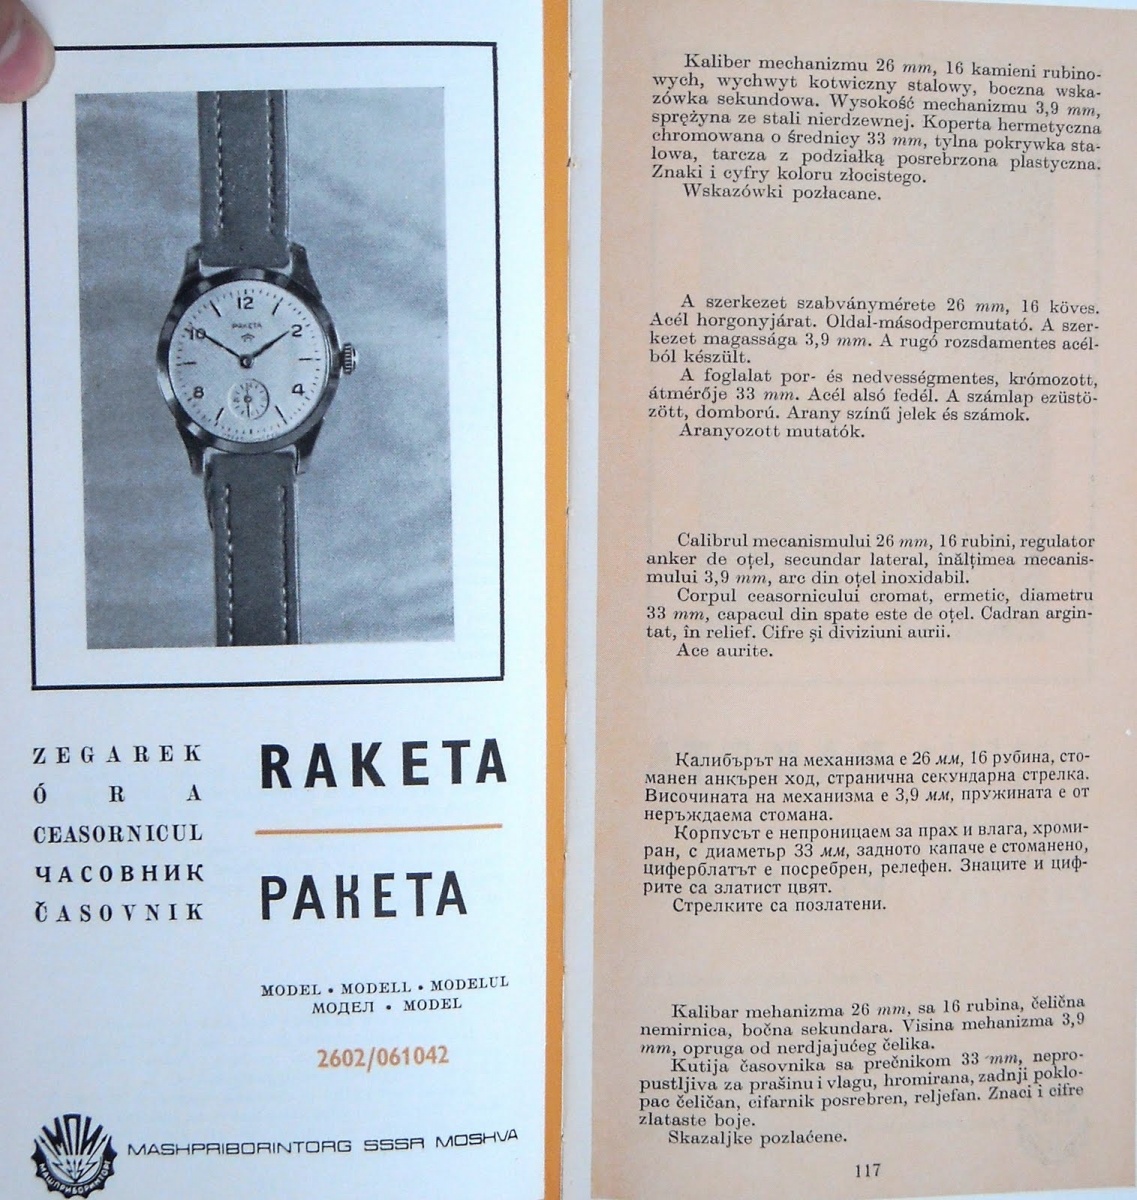 12
2
4
8
10
РАКЕТА
ZEGAREK
ÓRA
CEASORNICUL
ЧАСОВНИК
ČASOVNIK
RAKETA
РАКЕТА
MODEL • MODELL • MODELUL
МОДЕЛ • MODEL
2602/061042
МПИ
МАШПРИБОРИНТОРГ
MASHPRIBORINTORG SSSR MOSHVA
Kaliber mechanizmu 26 mm, 16 kamieni rubino-
wych, wychwyt kotwiczny stalowy, boczna wska-
zówka sekundowa. Wysokość mechanizmu 3,9 mm,
sprężyna ze stali nierdzewnej. Koperta hermetyczna
chromowana o średnicy 33 mm, tylna pokrywka sta-
lowa, tarcza z podziałką posrebrzona plastyczna.
Znaki i cyfry koloru złocistego.
Wskazówki pozłacane.
A szerkezet szabványmérete 26 mm, 16 köves.
Acél horgonyjárat. Oldal-másodpercmutató. A szer-
kezet magassága 3,9 mm. A rugó rozsdamentes acél-
ból készült.
A foglalat por- és nedvességmentes, krómozott,
átmérője 33 mm. Acél alsó fedél. A számlap ezüstö-
zött, domború. Arany színű jelek és számok.
Aranyozott mutatók.
Calibrul mecanismului 26 mm, 16 rubini, regulator
anker de oţel, secundar lateral, înălţimea mecanis-
mului 3,9 mm, arc din oţel inoxidabil.
Corpul ceasornicului cromat, ermetic, diametru
33 mm, capacul din spate este de oţel. Cadran argin-
tat, în relief. Cifre şi diviziuni aurii.
Ace aurite.
Калибърът на механизма е 26 мм, 16 рубина, сто-
манен анкърен ход, странична секундарна стрелка.
Височината на механизма е 3,9 мм, пружината е от
неръждаема стомана.
Корпусът е непроницаем за прах и влага, хроми-
ран, с диаметър 33 мм, задното капаче е стоманено,
циферблатът е посребрен, релефен. Знаците и циф-
рите са златист цвят.
Стрелките са позлатени.
Kalibar mehanizma 26 mm, sa 16 rubina, čelična
nemirnica, bočna sekundara. Visina mehanizma 3,9
mm, opruga od nerdjajućeg čelika.
Kutija časovnika sa prečnikom 33 mm, nepro-
pustljiva za prašinu i vlagu, hromirana, zadnji poklo-
pac čeličan, cifarnik posrebren, reljefan. Znaci i cifre
zlataste boje.
Skazaljke pozlaćene.
117